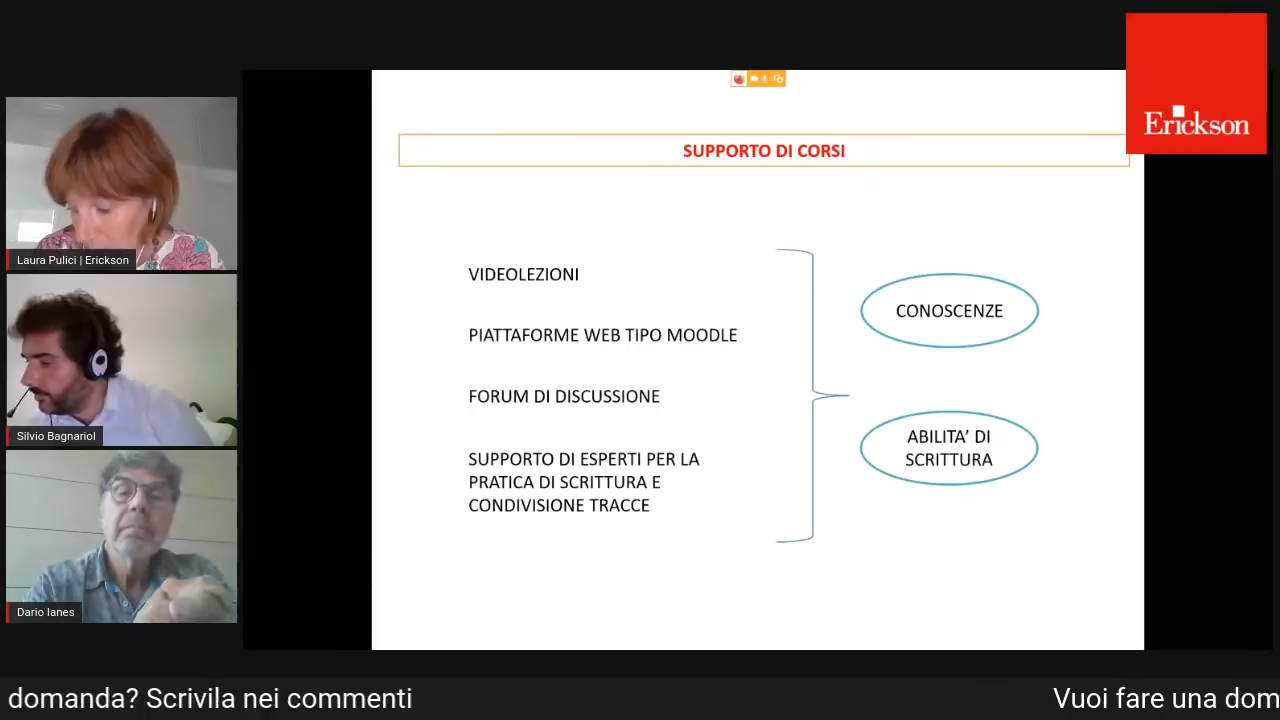 Erickson
SUPPORTO DI CORSI
VIDEOLEZIONI
PIATTAFORME WEB TIPO MOODLE
FORUM DI DISCUSSIONE
SUPPORTO DI ESPERTI PER LA
PRATICA DI SCRITTURA E
CONDIVISIONE TRACCE
CONOSCENZE
ABILITA’ DI
SCRITTURA
Laura Pulici | Erickson
Silvio Bagnariol
Dario Ianes
domanda? Scrivila nei commenti
Vuoi fare una dom